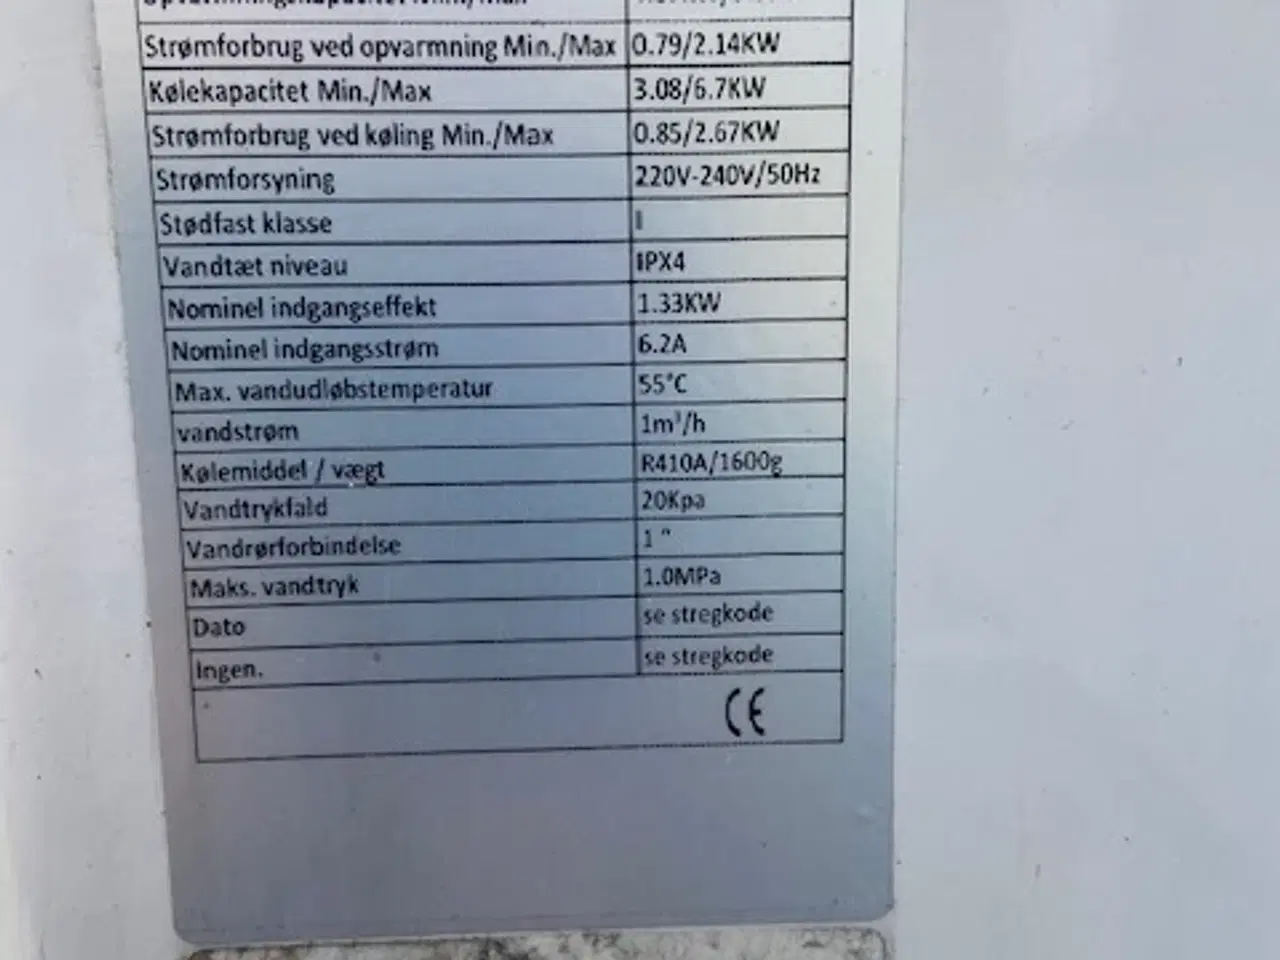 Strømforbrug ved opvarmning Min./Max 0.79/2.14KW
Kølekapacitet Min./Max 3.08/6.7KW
Strømforbrug ved køling Min./Max 0.85/2.67KW
Strømforsyning 220V-240V/50Hz
Stødfast klasse I
Vandtæt niveau IPX4
Nominel indgangseffekt 1.33KW
Nominel indgangsstrøm 6.2A
Max. vandudløbstemperatur 55°C
vandstrøm 1m³/h
Kølemiddel / vægt R410A/1600g
Vandtrykfald 20Kpa
Vandrørforbindelse 1 "
Maks. vandtryk 1.0MPa
Dato se stregkode
Ingen. se stregkode
CE